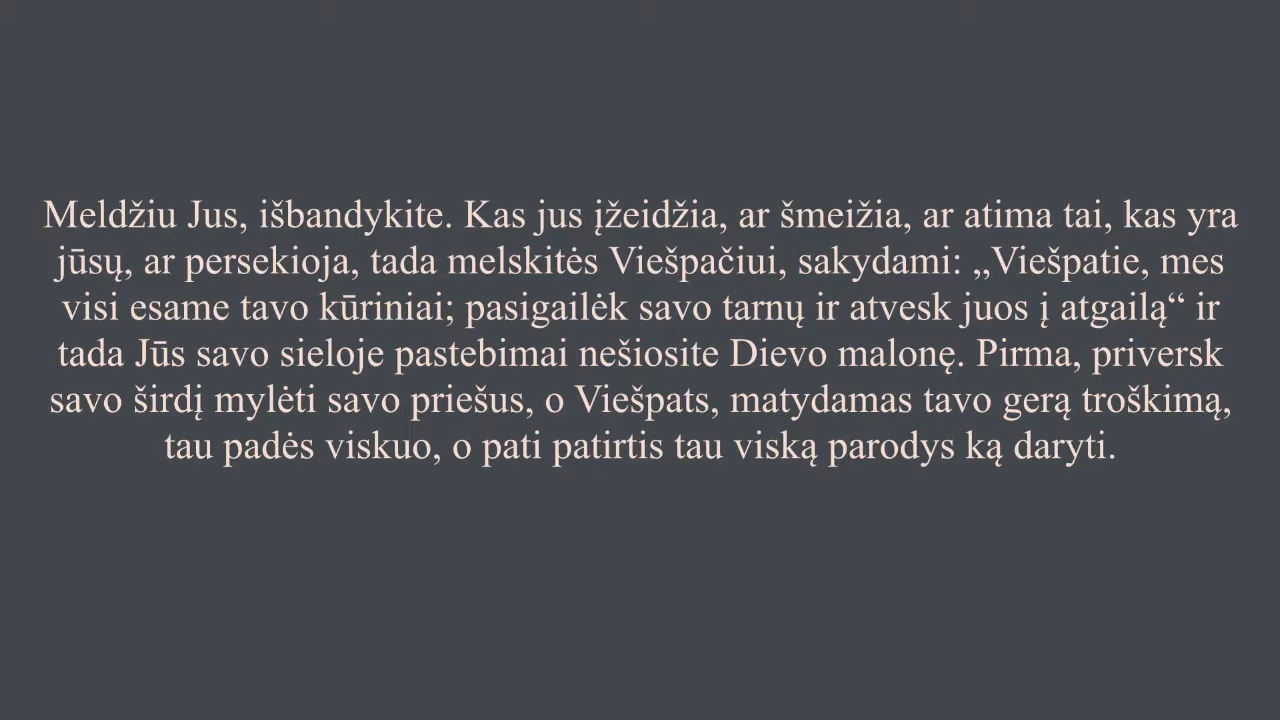 Meldžiu Jus, išbandykite. Kas jus įžeidžia, ar šmeižia, ar atima tai, kas yra
jūsų, ar persekioja, tada melskitės Viešpačiui, sakydami: „Viešpatie, mes
visi esame tavo kūriniai; pasigailėk savo tarnų ir atvesk juos į atgailą“ ir
tada Jūs savo sieloje pastebimai nešiosite Dievo malonę. Pirma, priversk
savo širdį mylėti savo priešus, o Viešpats, matydamas tavo gerą troškimą,
tau padės viskuo, o pati patirtis tau viską parodys ką daryti.